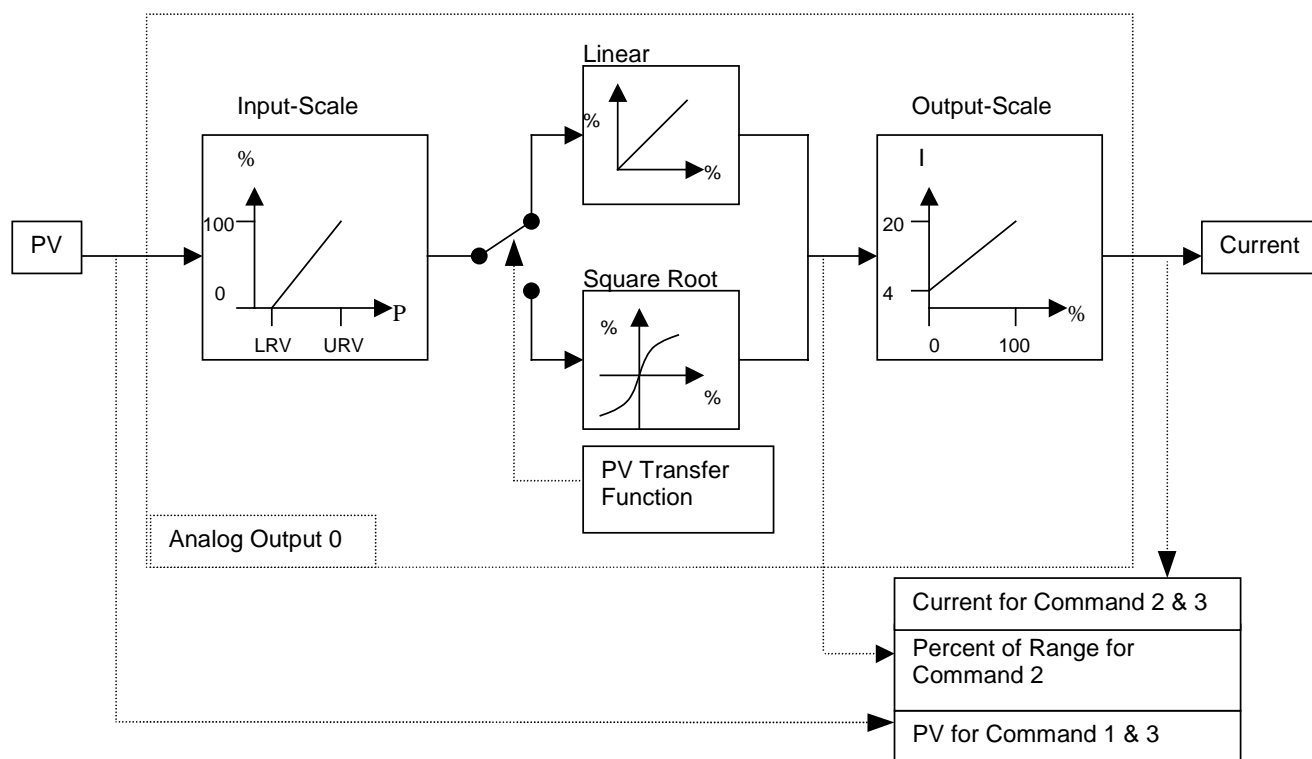 Linear
Input-Scale
Output-Scale
%
%
I
%
100
20
PV
Current
Square Root
0
4
%
P
%
LRV
URV
0
100
%
PV Transfer
Function
Analog Output 0
Current for Command 2 & 3
Percent of Range for
Command 2
PV for Command 1 & 3